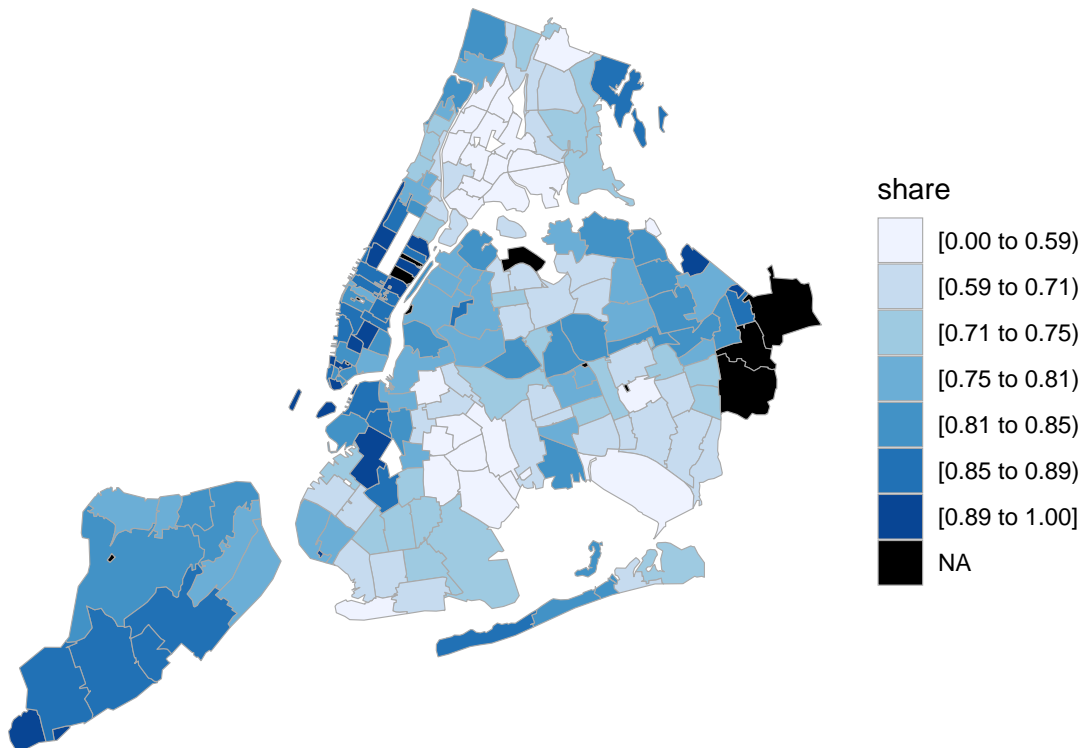 share
[0.00 to 0.59)
[0.59 to 0.71)
[0.71 to 0.75)
[0.75 to 0.81)
[0.81 to 0.85)
[0.85 to 0.89)
[0.89 to 1.00]
NA